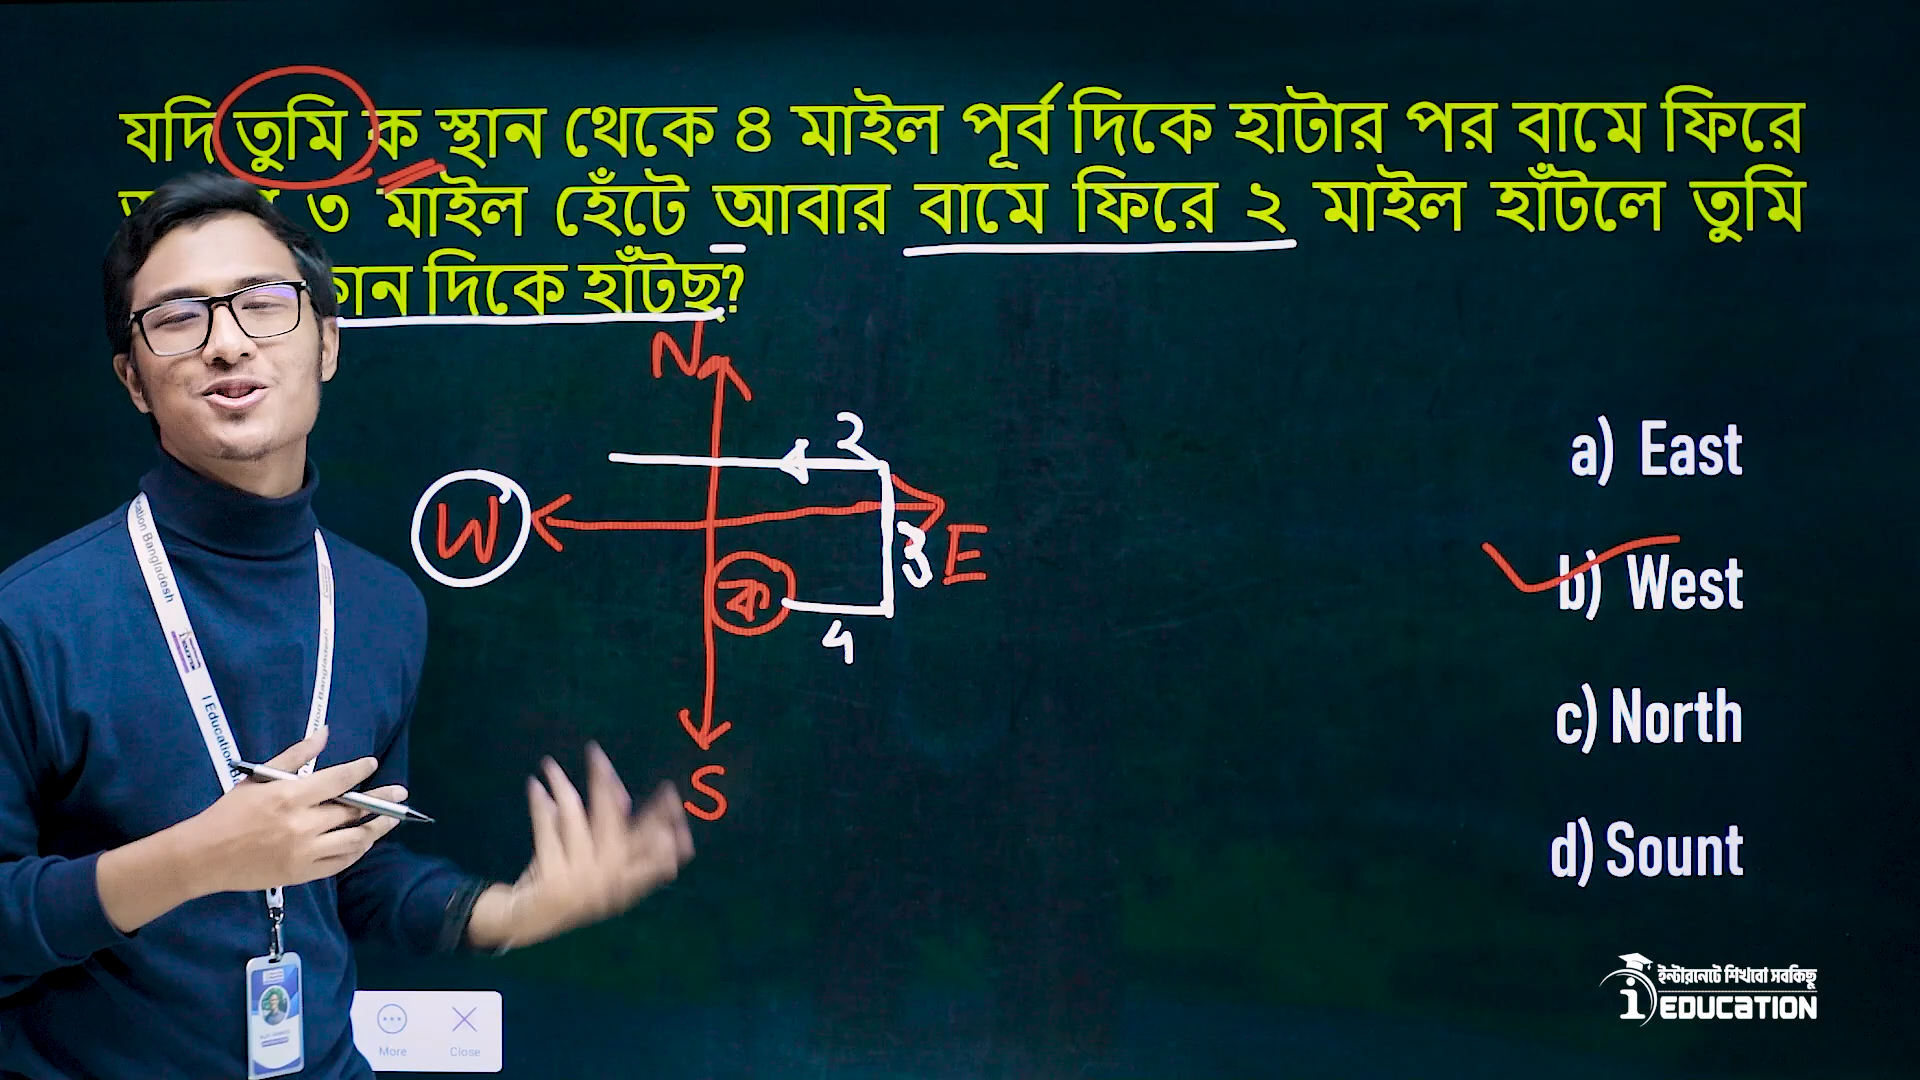 যদি তুমি ক স্থান থেকে ৪ মাইল পূর্ব দিকে হাটার পর বামে ফিরে
৩ মাইল হেঁটে আবার বামে ফিরে ২ মাইল হাঁটলে তুমি
দিকে হাঁটছ?
N
2
W
3
E
ক
4
S
a) East
b) West
c) North
d) Sount
ইন্টারনেটে শিখবো সবকিছু
iEDUCATION
I Education
More
Close